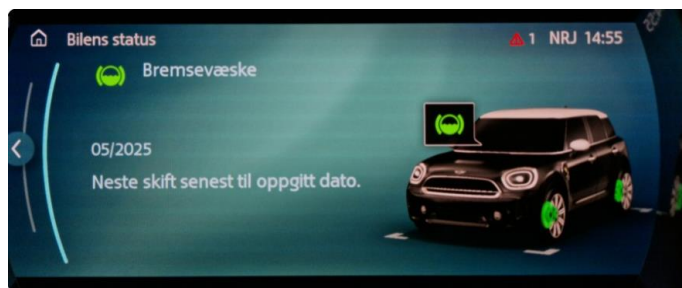 Bilens status
1 NRJ 14:55
Bremsevæske
05/2025
Neste skift senest til oppgitt dato.